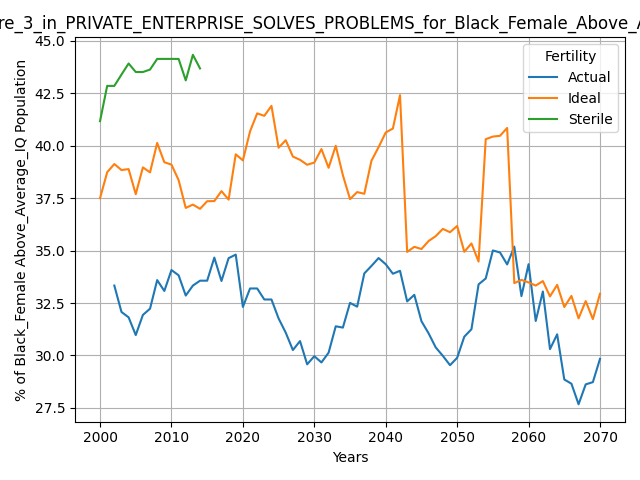 re_3_in_PRIVATE_ENTERPRISE_SOLVES_PROBLEMS_for_Black_Female_Above_A
% of Black_Female Above_Average_IQ Population
45.0
42.5
40.0
37.5
35.0
32.5
30.0
27.5
Fertility
Actual
Ideal
Sterile
2000 2010 2020 2030 2040 2050 2060 2070
Years